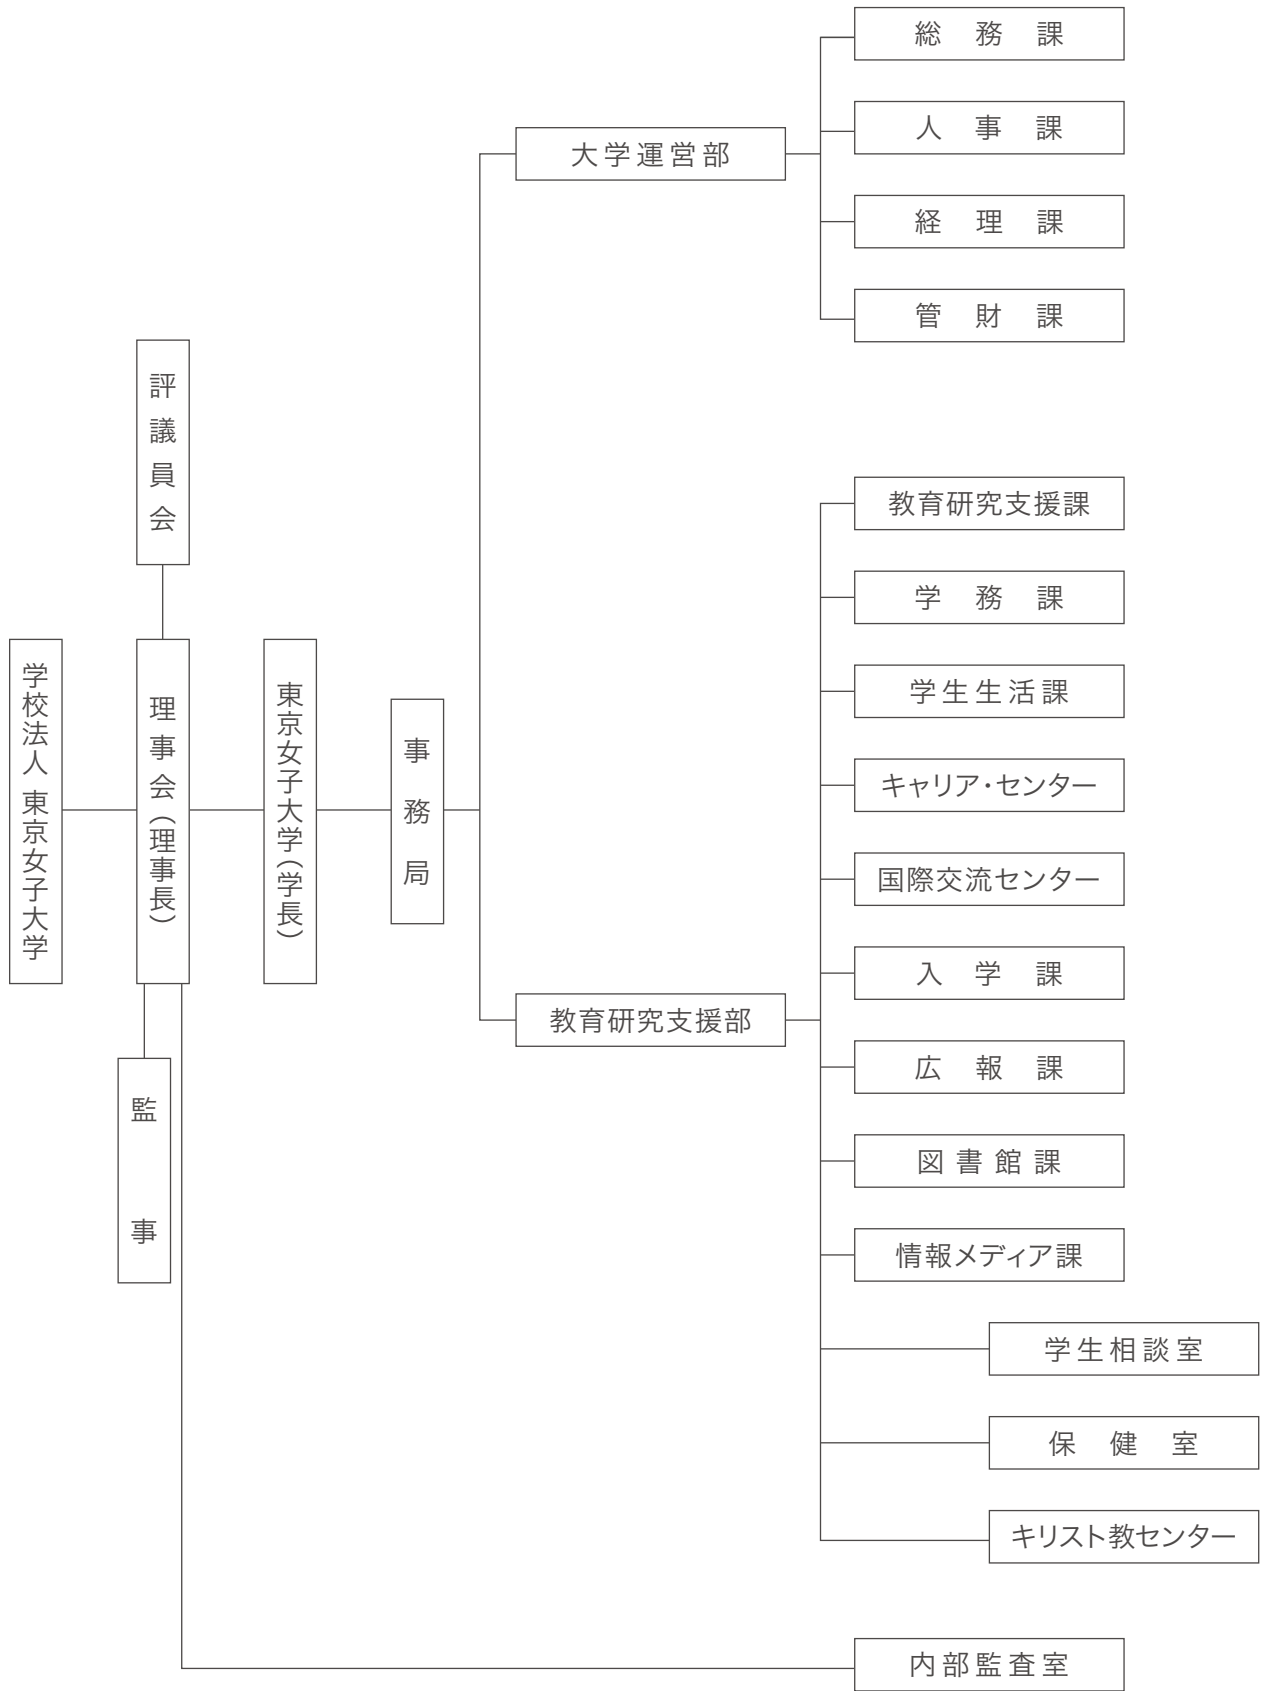 総務課
人事課
大学運営部
経理課
管財課
評議員会
教育研究支援課
学務課
学校法人 東京女子大学
理事会(理事長)
東京女子大学(学長)
事務局
学生生活課
キャリア・センター
国際交流センター
入学課
教育研究支援部
広報課
監事
図書館課
情報メディア課
学生相談室
保健室
キリスト教センター
内部監査室